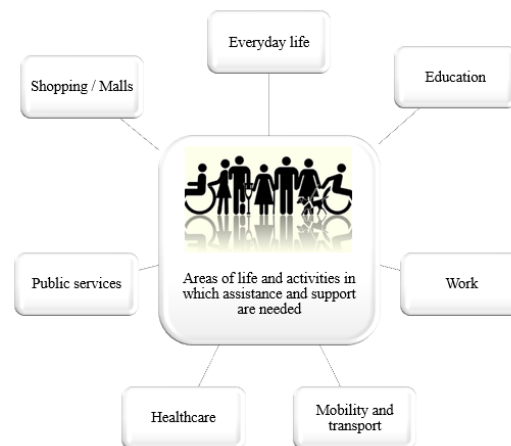 Everyday life
Shopping / Malls
Education
Areas of life and activities in
which assistance and support
are needed
Public services
Work
Healthcare
Mobility and
transport